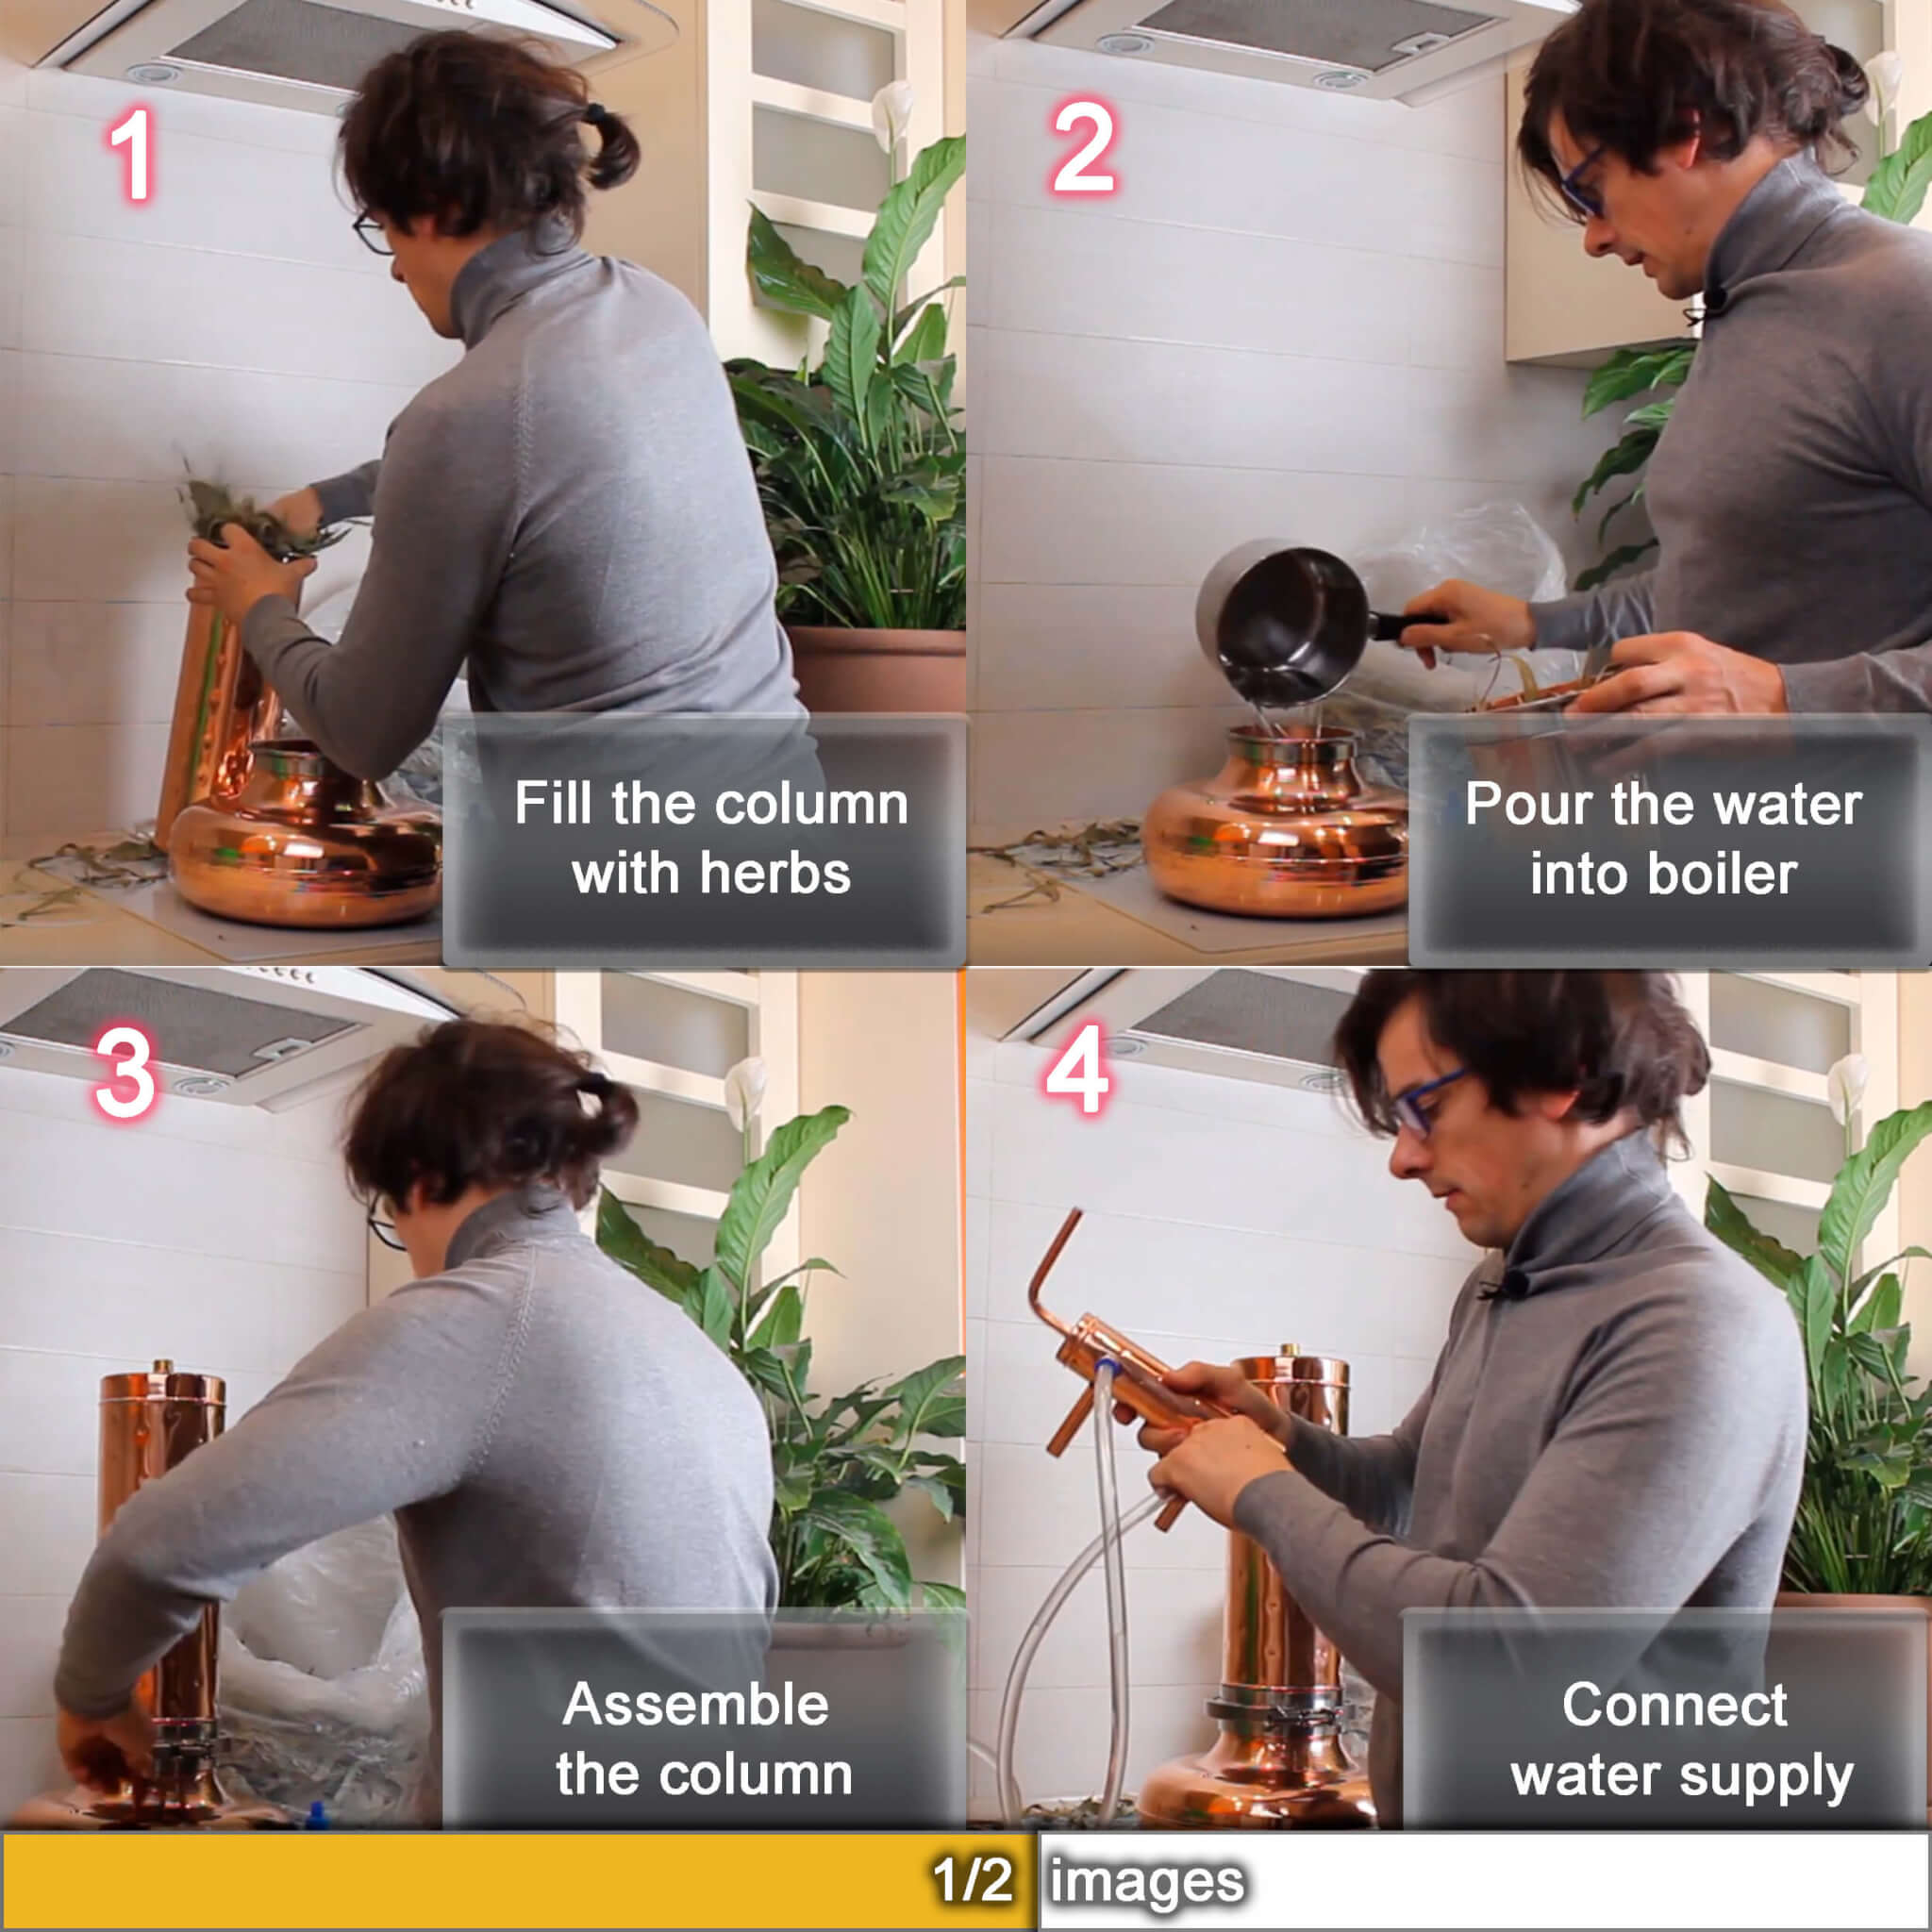 1
Fill the column
with herbs
2
Pour the water
into boiler
3
Assemble
the column
4
Connect
water supply
1/2 images